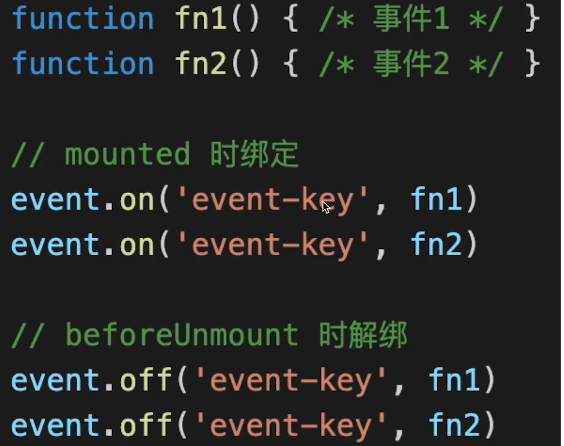 function fn1() { /* 事件1 */ }
function fn2() { /* 事件2 */ }
// mounted 时绑定
event.on('event-key', fn1)
event.on('event-key', fn2)
// beforeUnmount 时解绑
event.off('event-key', fn1)
event.off('event-key', fn2)